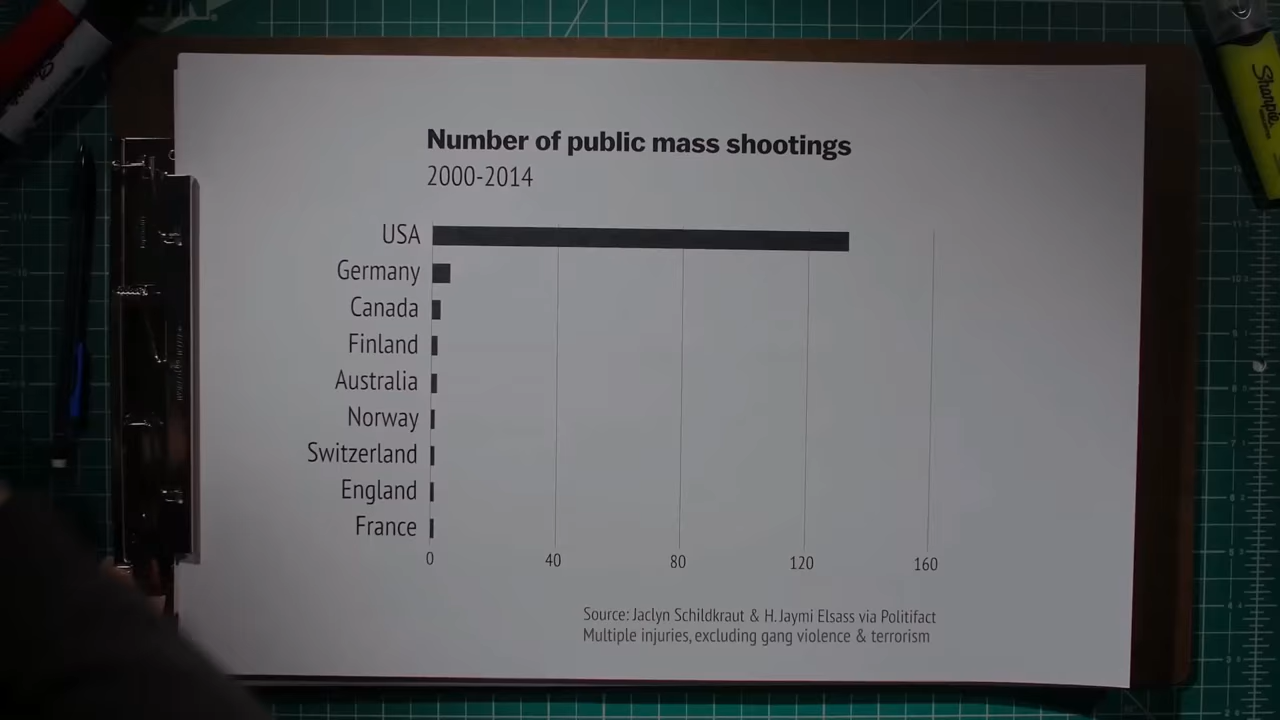 Number of public mass shootings
2000-2014
USA
Germany
Canada
Finland
Australia
Norway
Switzerland
England
France
0 40 80 120 160
Source: Jaclyn Schildkraut & H. Jaymi Elsass via Politifact
Multiple injuries, excluding gang violence & terrorism
Sharpie